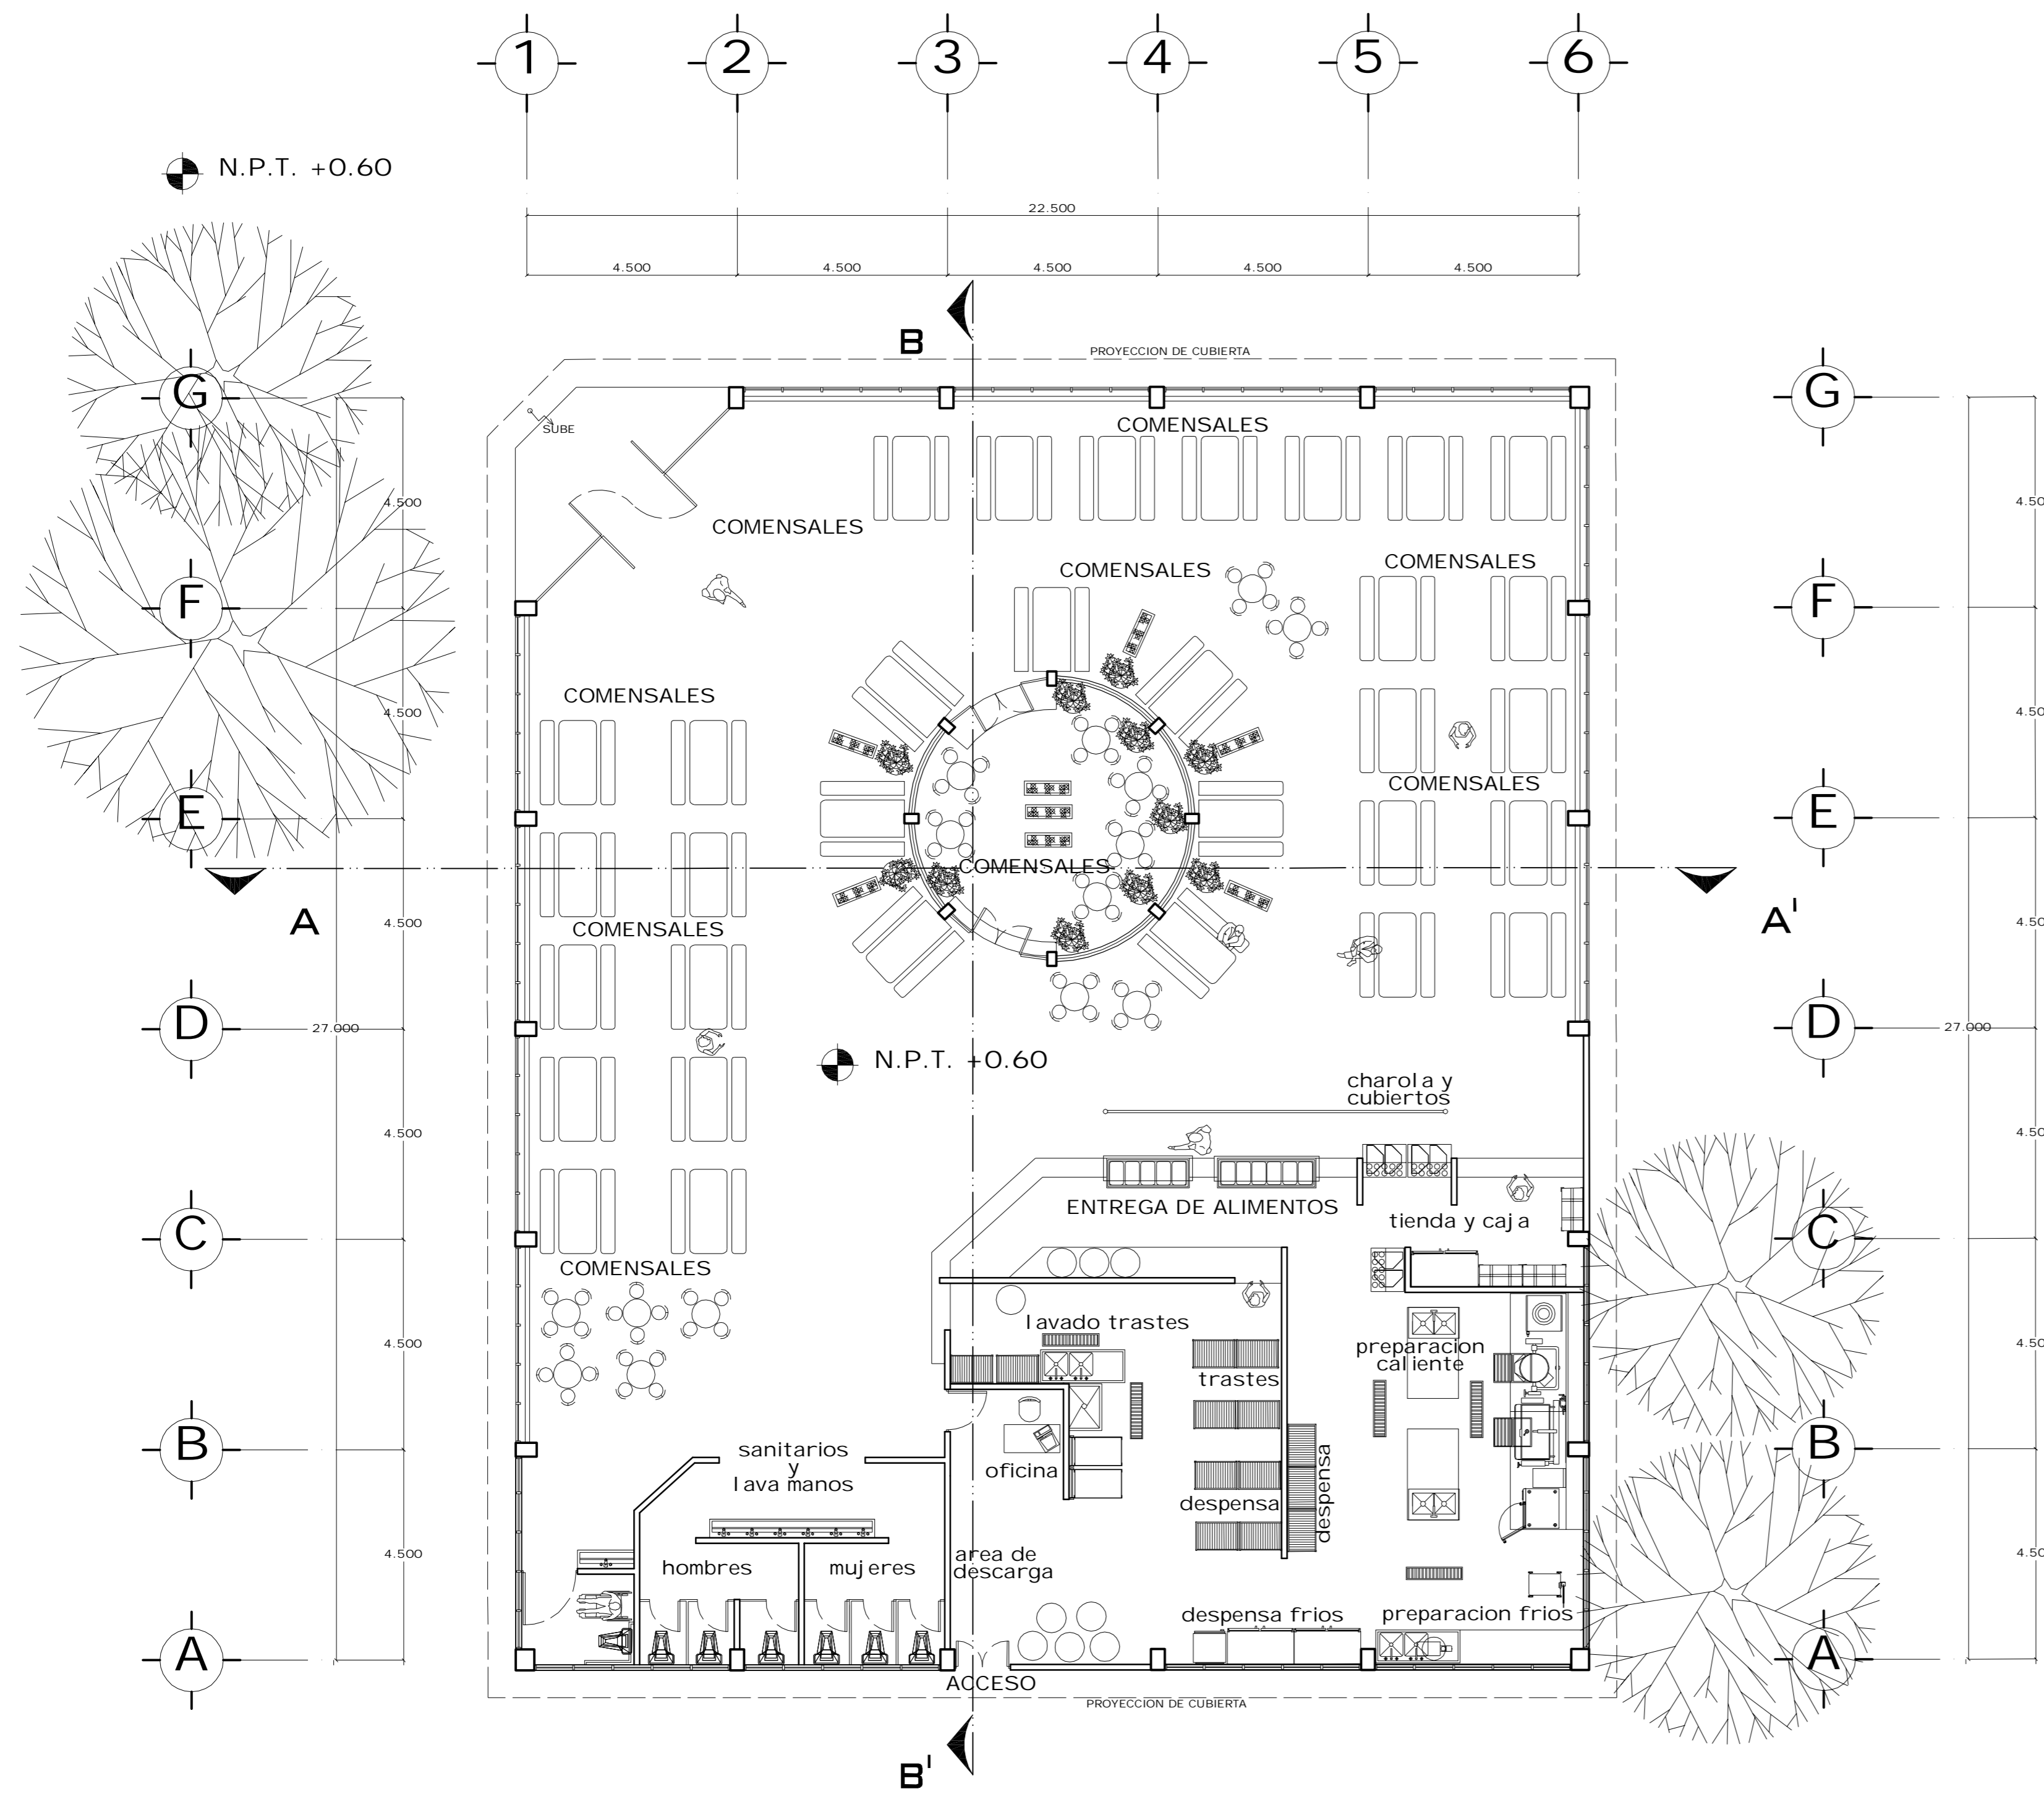 1 2 3 4 5 6
N.P.T. +0.60
22.500
4.500 4.500 4.500 4.500 4.500
B
PROYECCION DE CUBIERTA
G G
SUBE
COMENSALES
4.500
COMENSALES
COMENSALES
COMENSALES
F F
COMENSALES
4.500
COMENSALES
E E
COMENSALES
A A'
4.500
COMENSALES
D D
27.000 27.000
N.P.T. +0.60
charola y
cubiertos
4.500
ENTREGA DE ALIMENTOS
tienda y caja
C C
COMENSALES
lavado trastes
4.500
preparacion
caliente
trastes
B B
sanitarios
y
lava manos
oficina
despensa
despensa
4.500
hombres
mujeres
area de
descarga
despensa frios
preparacion frios
A A
ACCESO
PROYECCION DE CUBIERTA
B'